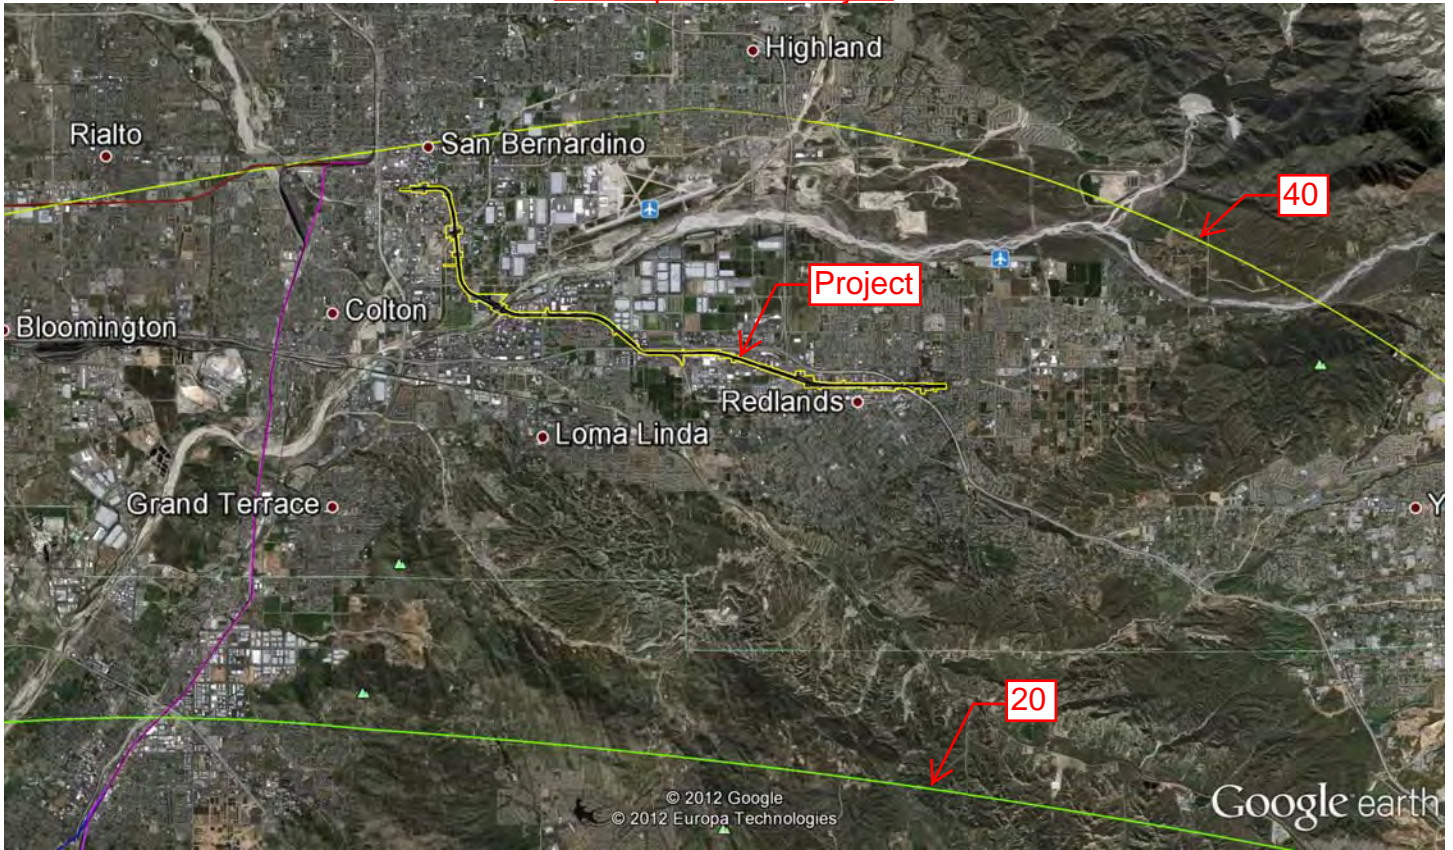 Highland
Rialto
San Bernardino
40
Project
Colton
Bloomington
Redlands
Loma Linda
Grand Terrace
Y
20
© 2012 Google
© 2012 Europa Technologies
Google earth